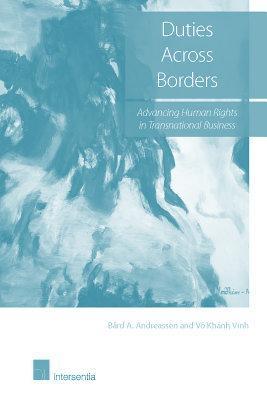 Duties
Across
Borders
Advancing Human Rights
in Transnational Business
Bård A. Andreassen and Võ Khánh Vinh
intersentia